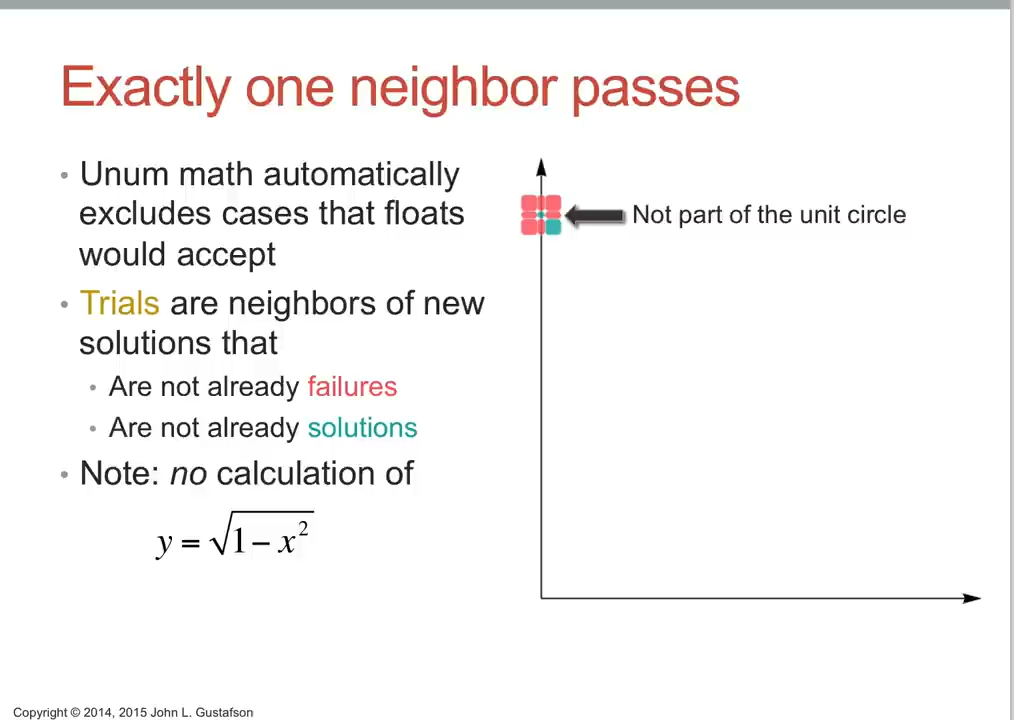 Exactly one neighbor passes
• Unum math automatically
excludes cases that floats
would accept
• Trials are neighbors of new
solutions that
• Are not already failures
• Are not already solutions
• Note: no calculation of
y = √1 − x²
Not part of the unit circle
Copyright © 2014, 2015 John L. Gustafson